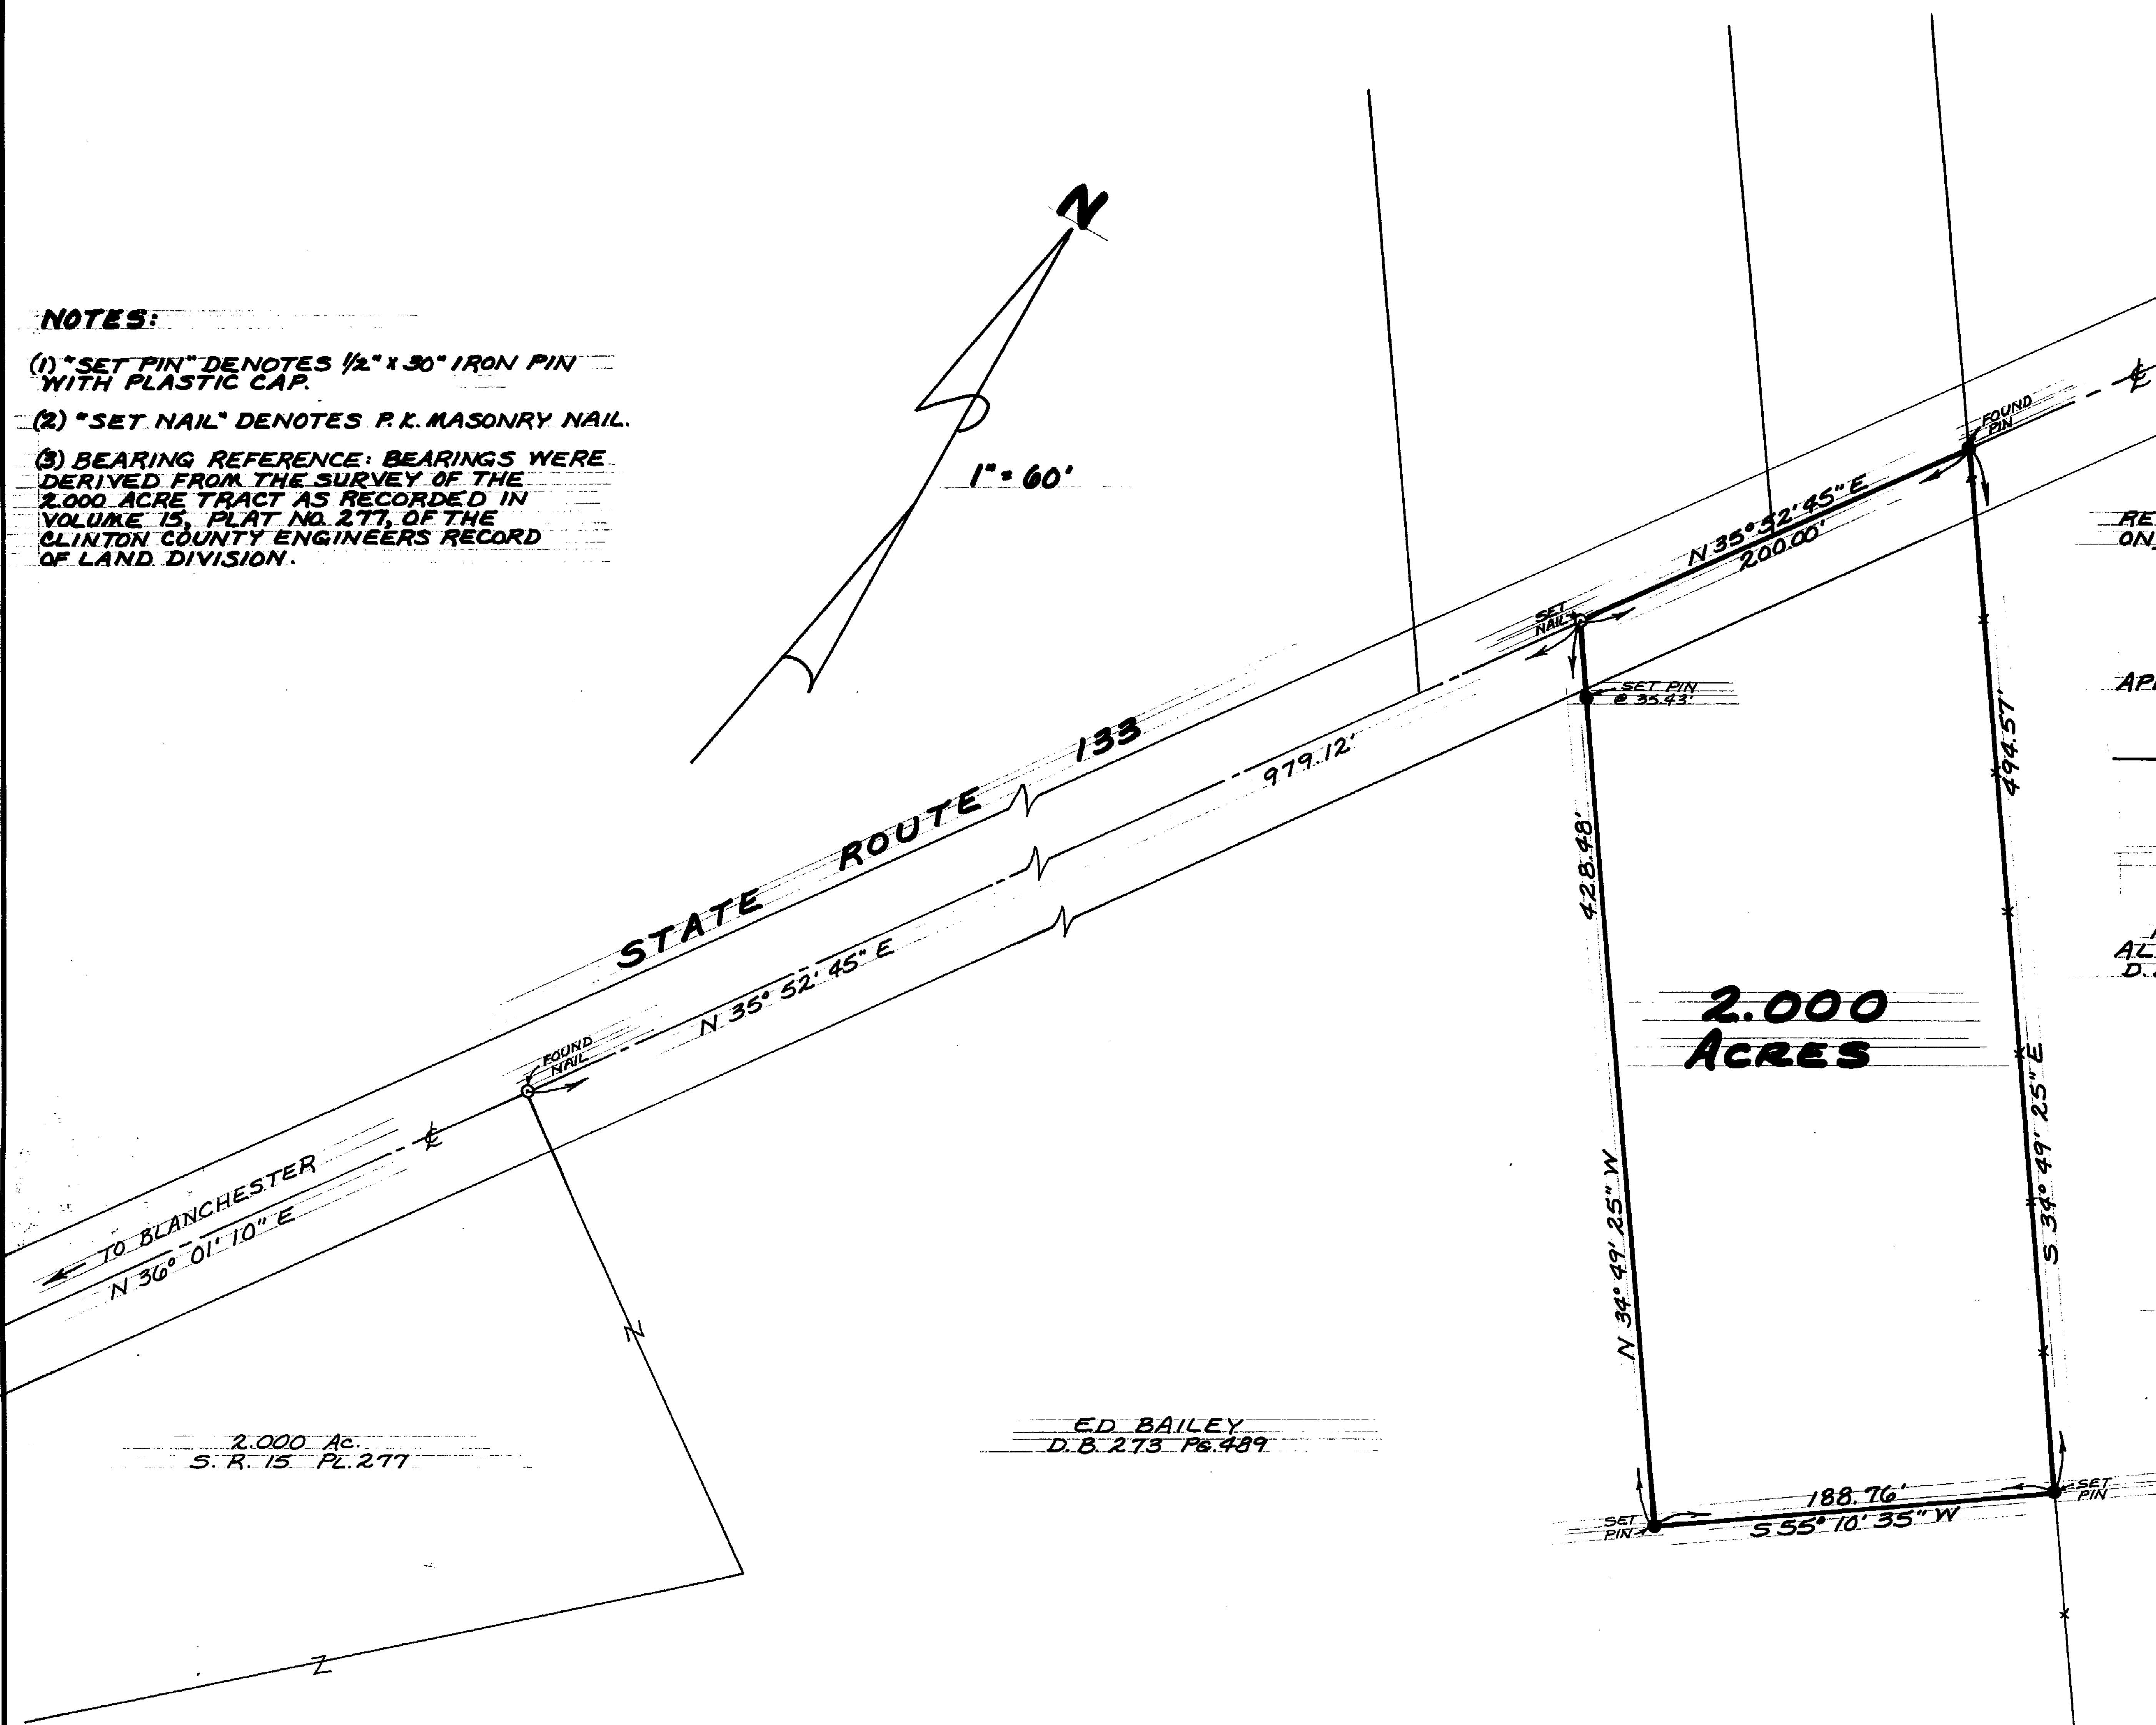 N
NOTES:
(1) "SET PIN" DENOTES 1/2" X 30" IRON PIN
WITH PLASTIC CAP.
(2) "SET NAIL" DENOTES P.K. MASONRY NAIL.
(3) BEARING REFERENCE: BEARINGS WERE
DERIVED FROM THE SURVEY OF THE
2.000 ACRE TRACT AS RECORDED IN
VOLUME 15, PLAT NO. 277, OF THE
CLINTON COUNTY ENGINEERS RECORD
OF LAND DIVISION.
1" = 60'
℄
FOUND
PIN
N 35° 52' 45" E
200.00'
RE
ON
SET
NAIL
SET PIN
@ 35.43'
AP
STATE ROUTE 133
979.12'
494.57'
428.48'
N 35° 52' 45" E
AL
D.
2.000
ACRES
FOUND
NAIL
℄
TO BLANCHESTER
N 36° 01' 10" E
S 34° 49' 25" E
N 34° 49' 25" W
2.000 AC.
S. R. 15 PL. 277
ED BAILEY
D. B. 273 PG. 489
SET
PIN
188.76'
S 55° 10' 35" W
SET
PIN